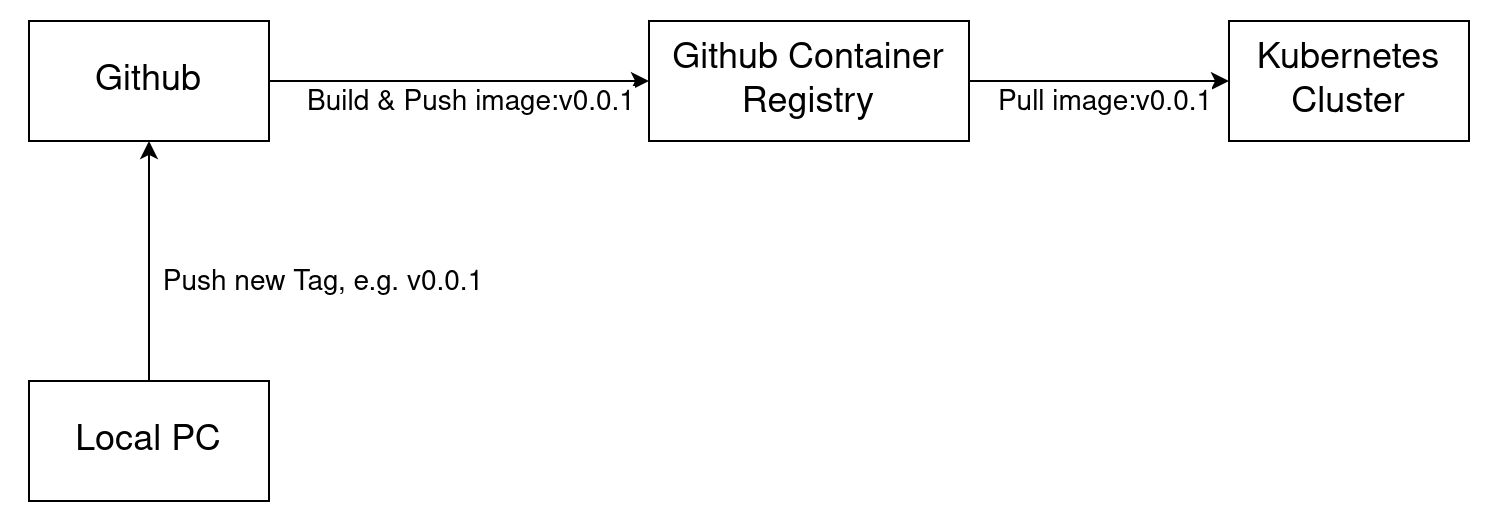 Github
Build & Push image:v0.0.1
Github Container
Registry
Pull image:v0.0.1
Kubernetes
Cluster
Push new Tag, e.g. v0.0.1
Local PC